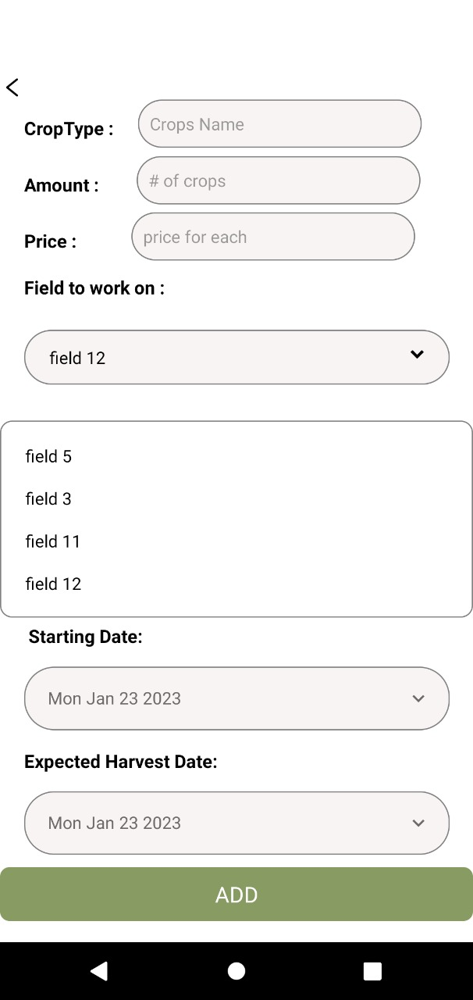 CropType :
Crops Name
Amount :
# of crops
Price :
price for each
Field to work on :
field 12
field 5
field 3
field 11
field 12
Starting Date:
Mon Jan 23 2023
Expected Harvest Date:
Mon Jan 23 2023
ADD